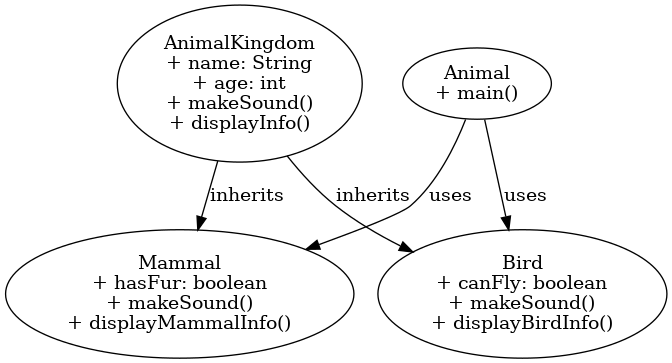 AnimalKingdom
+ name: String
+ age: int
+ makeSound()
+ displayInfo()
Animal
+ main()
inherits
inherits
uses
uses
Mammal
+ hasFur: boolean
+ makeSound()
+ displayMammalInfo()
Bird
+ canFly: boolean
+ makeSound()
+ displayBirdInfo()